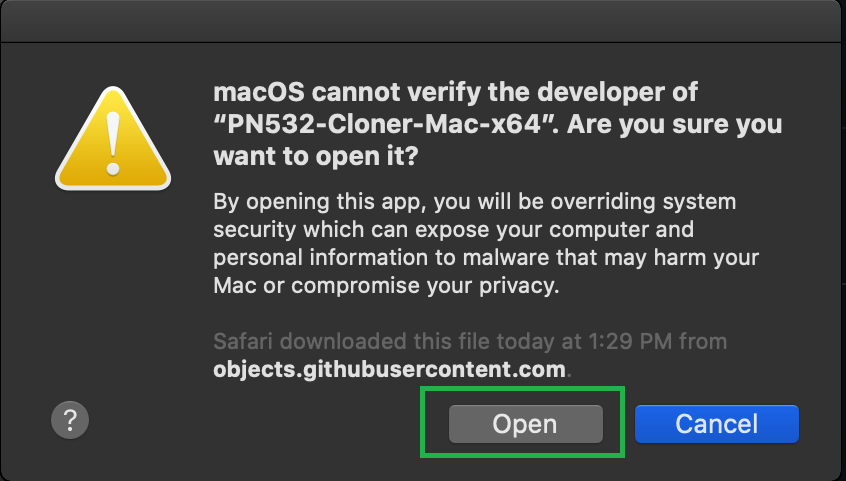 macOS cannot verify the developer of
“PN532-Cloner-Mac-x64”. Are you sure you
want to open it?
By opening this app, you will be overriding system
security which can expose your computer and
personal information to malware that may harm your
Mac or compromise your privacy.
Safari downloaded this file today at 1:29 PM from
objects.githubusercontent.com.
?
Open
Cancel